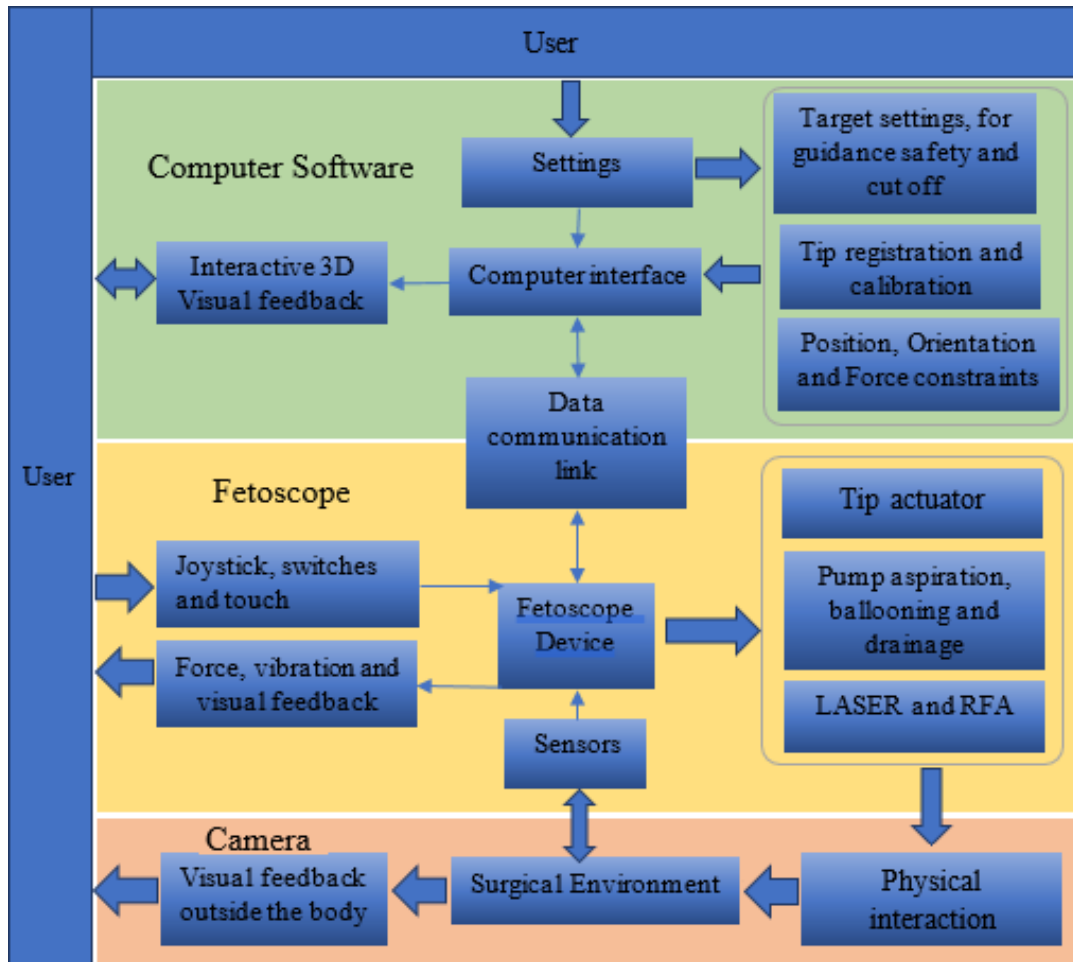 User
User
Computer Software
Settings
Target settings, for
guidance safety and
cut off
Interactive 3D
Visual feedback
Computer interface
Tip registration and
calibration
Position, Orientation
and Force constraints
Data
communication
link
Fetoscope
Tip actuator
Joystick, switches
and touch
Fetoscope
Device
Pump aspiration,
ballooning and
drainage
Force, vibration and
visual feedback
LASER and RFA
Sensors
Camera
Visual feedback
outside the body
Surgical Environment
Physical
interaction